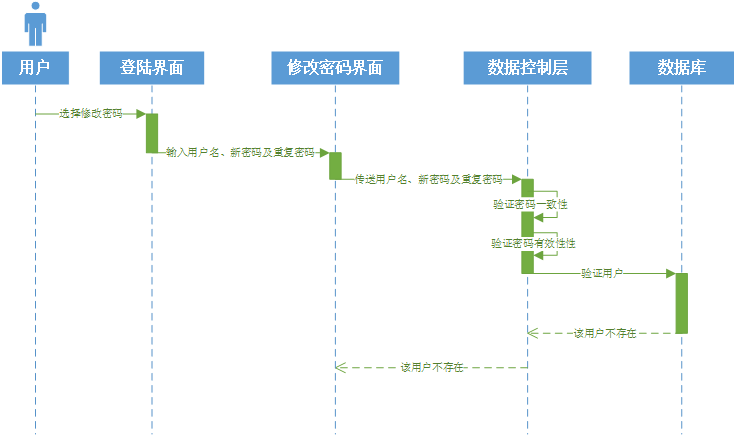 用户
登陆界面
修改密码界面
数据控制层
数据库
选择修改密码
输入用户名、新密码及重复密码
传送用户名、新密码及重复密码
验证密码一致性
验证密码有效性性
验证用户
该用户不存在
该用户不存在